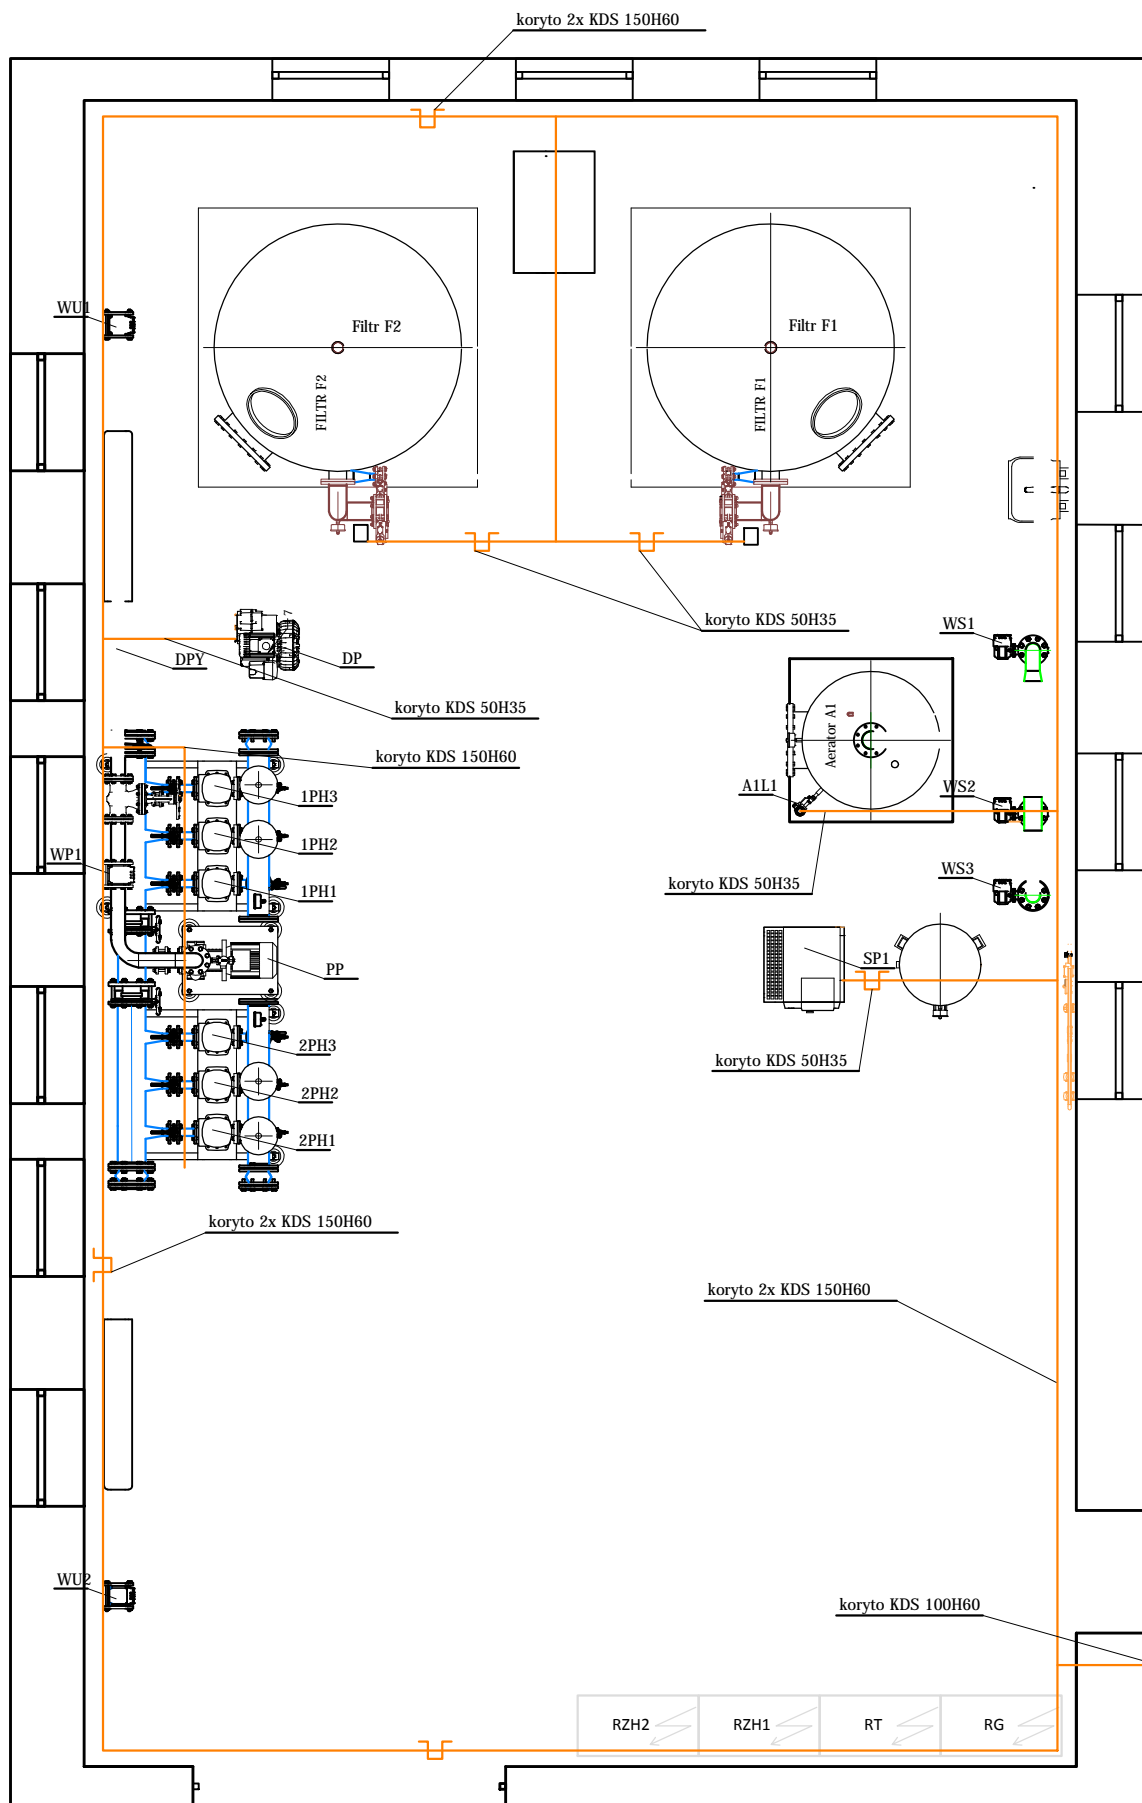 koryto 2x KDS 150H60
WU1
Filtr F2
Filtr F1
FILTR F2
FILTR F1
koryto KDS 50H35
WS1
DPY
DP
koryto KDS 50H35
Aerator A1
koryto KDS 150H60
1PH3
A1L1
WS2
1PH2
WP1
koryto KDS 50H35
WS3
1PH1
SP1
PP
2PH3
koryto KDS 50H35
2PH2
2PH1
koryto 2x KDS 150H60
koryto 2x KDS 150H60
WU2
koryto KDS 100H60
RZH2
RZH1
RT
RG